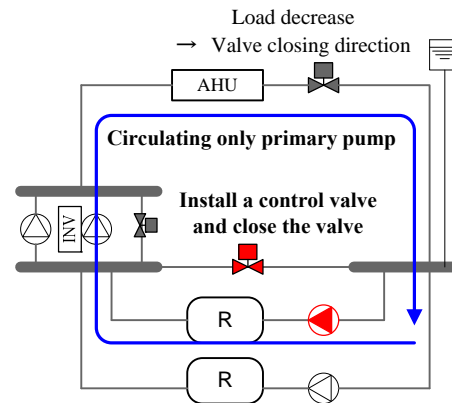 Load decrease
→ Valve closing direction
AHU
Circulating only primary pump
Install a control valve
and close the valve
INV
R
R